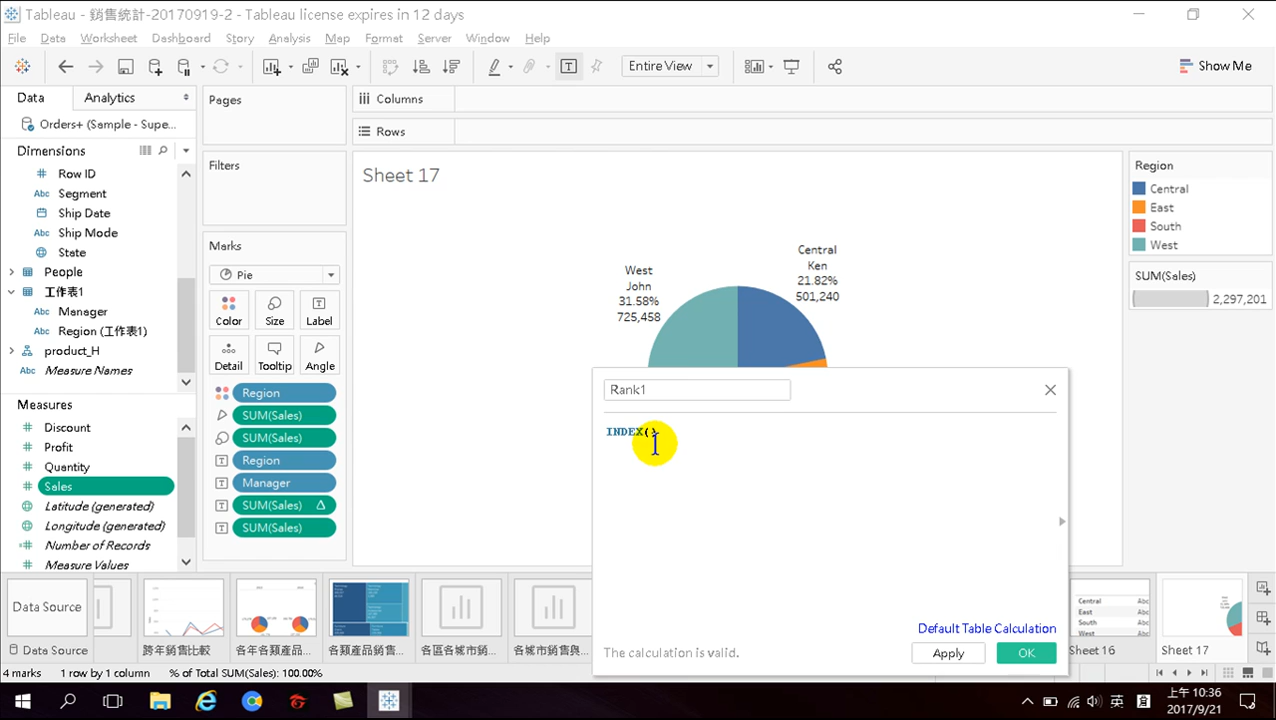 Tableau - 銷售統計-20170919-2 - Tableau license expires in 12 days
File Data Worksheet Dashboard Story Analysis Map Format Server Window Help
Entire View
Show Me
Data Analytics
Orders+ (Sample - Supe...
Dimensions
Row ID
Abc Segment
Ship Date
Abc Ship Mode
State
People
工作表1
Abc Manager
Abc Region (工作表1)
product_H
Abc Measure Names
Measures
Discount
Profit
Quantity
Sales
Latitude (generated)
Longitude (generated)
Number of Records
Measure Values
Pages
Filters
Marks
Pie
Color Size Label
Detail Tooltip Angle
Region
SUM(Sales)
SUM(Sales)
Region
Manager
SUM(Sales) Δ
SUM(Sales)
Columns
Rows
Sheet 17
West
John
31.58%
725,458
Central
Ken
21.82%
501,240
Rank1
INDEX()
Default Table Calculation
The calculation is valid.
Apply OK
Region
Central
East
South
West
SUM(Sales)
2,297,201
Data Source
Central Abc
East Abc
South Abc
West Abc
Data Source 跨年銷售比較 各年各類產品... 各類產品銷售... 各區各城市銷... 各城市銷售與... Sheet 16 Sheet 17
4 marks 1 row by 1 column % of Total SUM(Sales): 100.00%
英 上午 10:36
2017/9/21